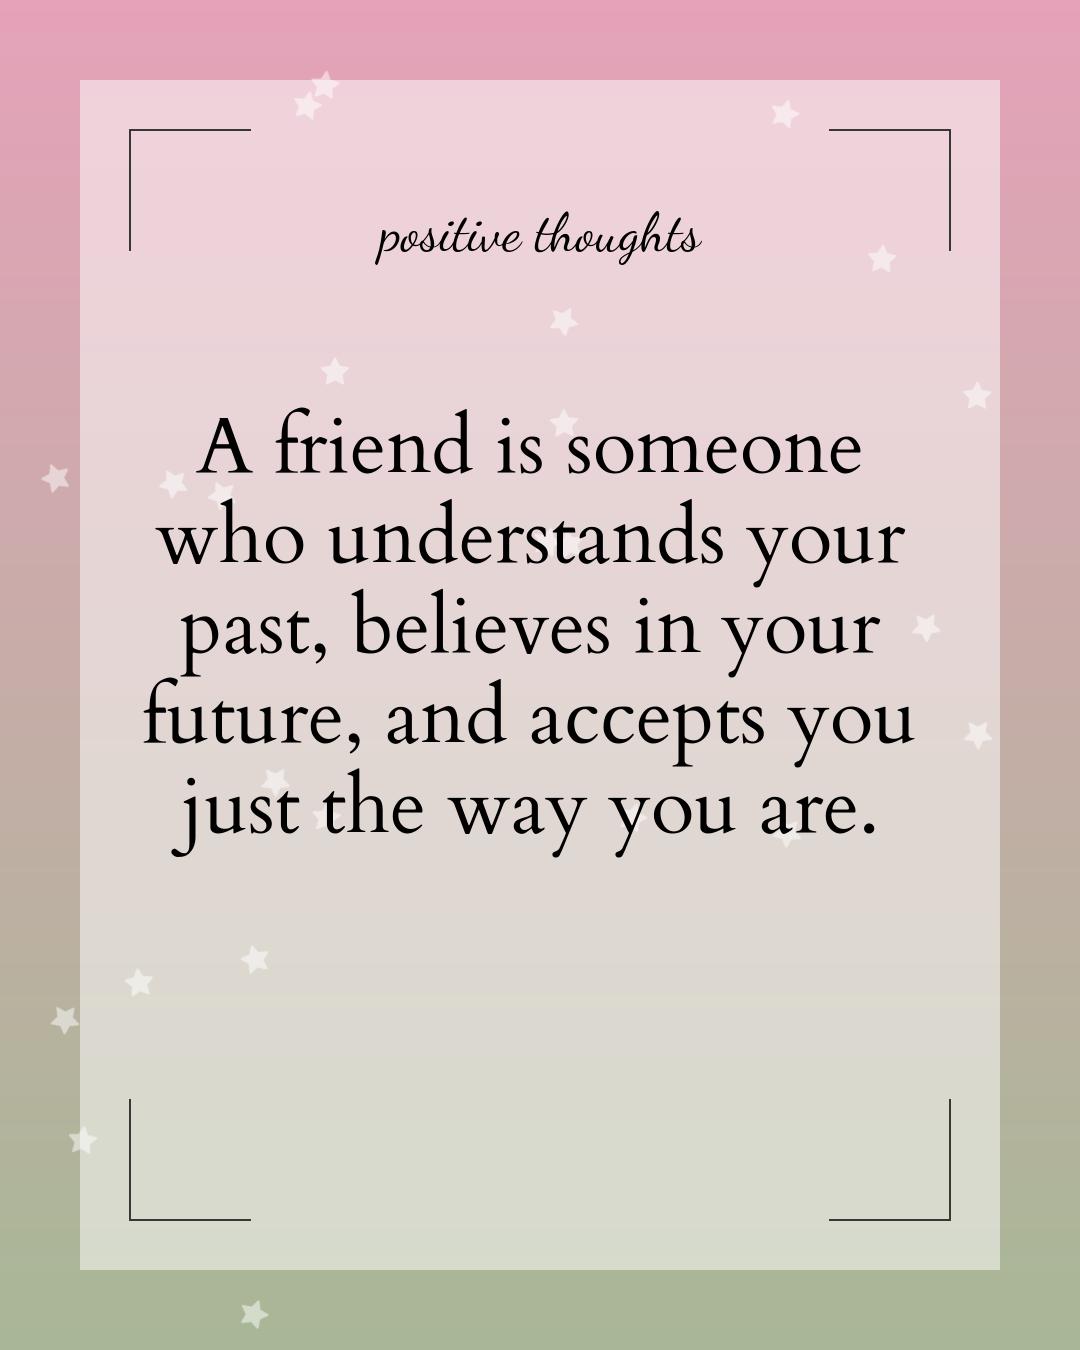 positive thoughts
A friend is someone
who understands your
past, believes in your
future, and accepts you
just the way you are.